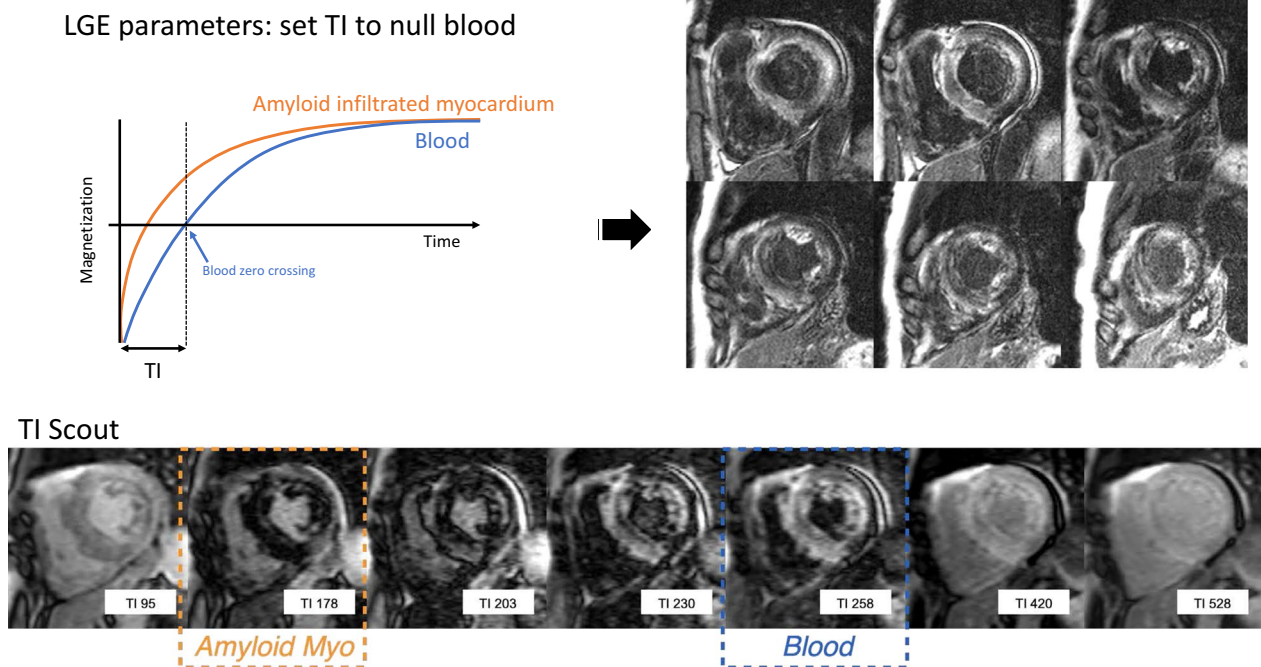 LGE parameters: set TI to null blood
Amyloid infiltrated myocardium
Blood
Magnetization
Time
Blood zero crossing
TI
TI Scout
TI 95
TI 178
TI 203
TI 230
TI 258
TI 420
TI 528
Amyloid Myo
Blood